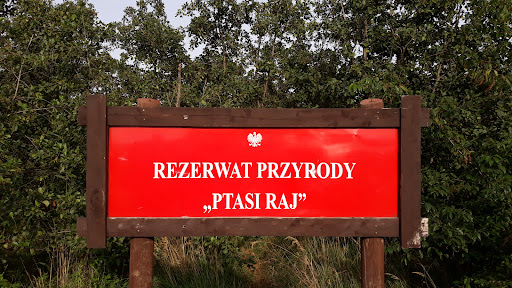 REZERWAT PRZYRODY
„PTASI RAJ”